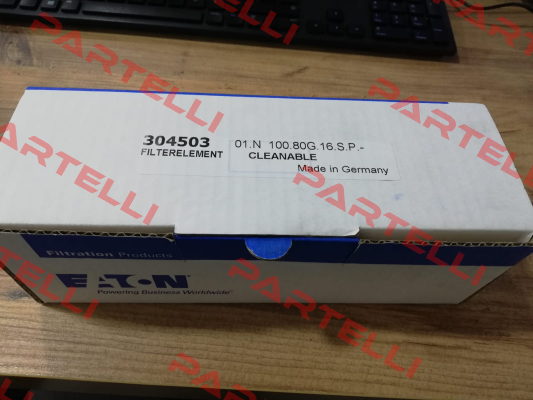 304503
FILTERELEMENT
01.N 100.80G.16.S.P.-
CLEANABLE
Made in Germany
Filtration Products
EATON
Powering Business Worldwide
PARTELLI
PARTELLI
PARTELLI
PARTELLI
PARTELLI
PARTELLI